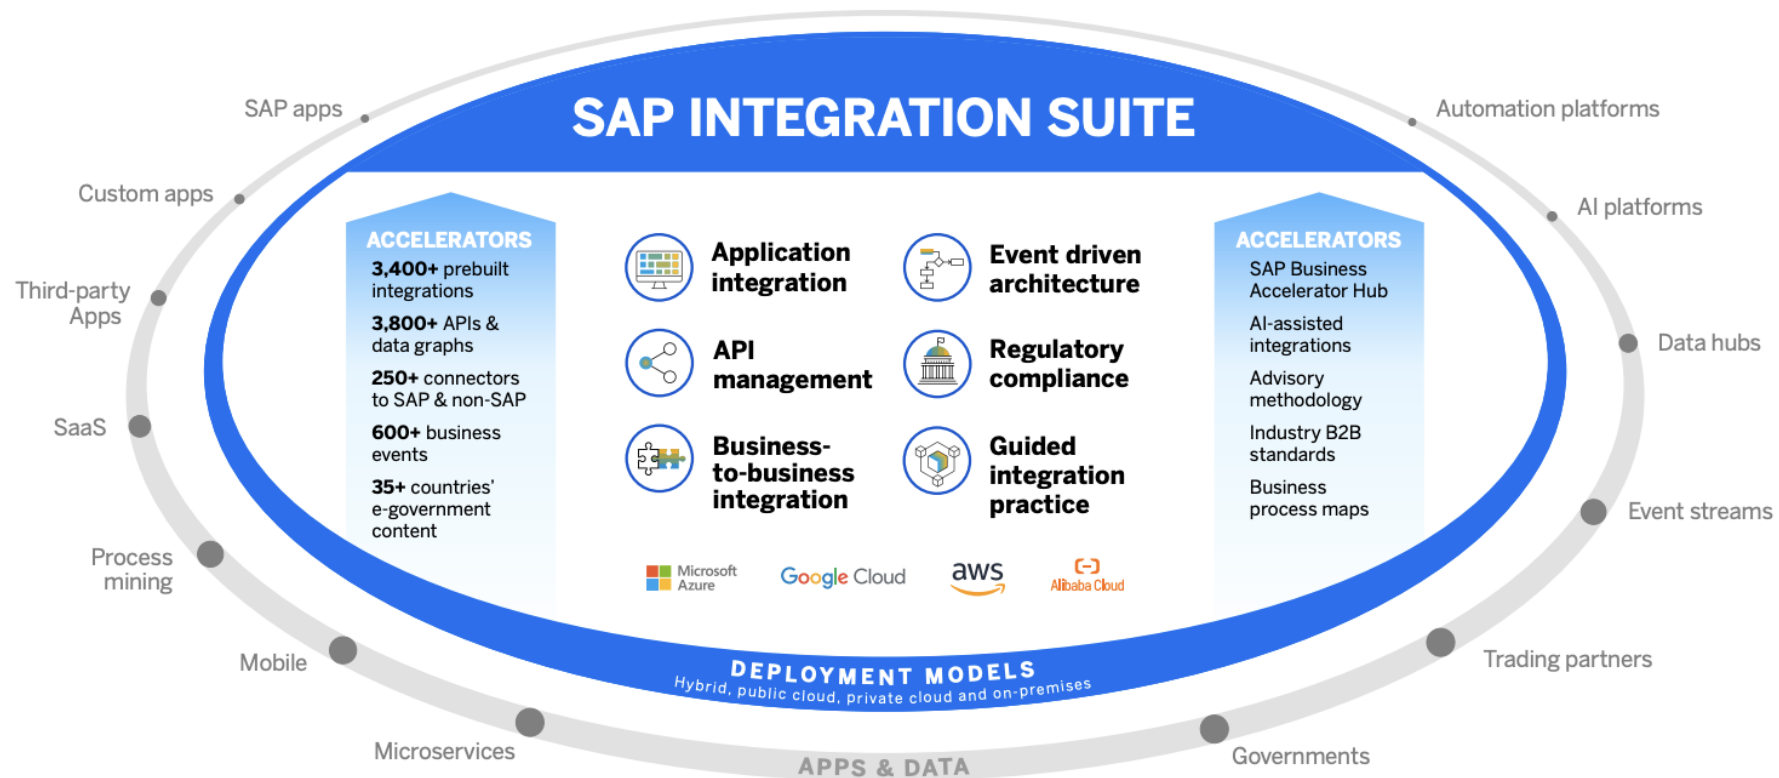 SAP INTEGRATION SUITE
SAP apps
Custom apps
Third-party
Apps
SaaS
Process
mining
Mobile
Microservices
ACCELERATORS
3,400+ prebuilt
integrations
3,800+ APIs &
data graphs
250+ connectors
to SAP & non-SAP
600+ business
events
35+ countries’
e-government
content
Application
integration
API
management
Business-
to-business
integration
Event driven
architecture
Regulatory
compliance
Guided
integration
practice
Microsoft
Azure
Google Cloud
aws
Alibaba Cloud
ACCELERATORS
SAP Business
Accelerator Hub
AI-assisted
integrations
Advisory
methodology
Industry B2B
standards
Business
process maps
Automation platforms
AI platforms
Data hubs
Event streams
Trading partners
Governments
DEPLOYMENT MODELS
Hybrid, public cloud, private cloud and on-premises
APPS & DATA